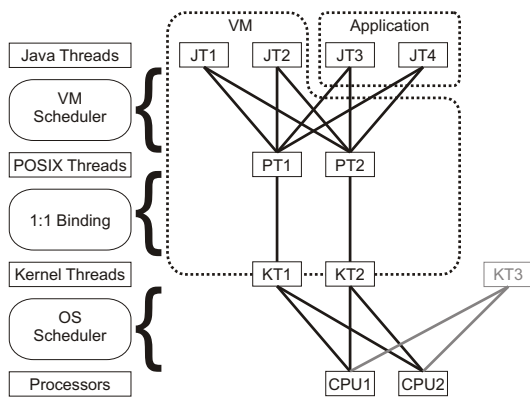 VM
Application
Java Threads
JT1
JT2
JT3
JT4
VM
Scheduler
POSIX Threads
PT1
PT2
1:1 Binding
Kernel Threads
KT1
KT2
KT3
OS
Scheduler
Processors
CPU1
CPU2